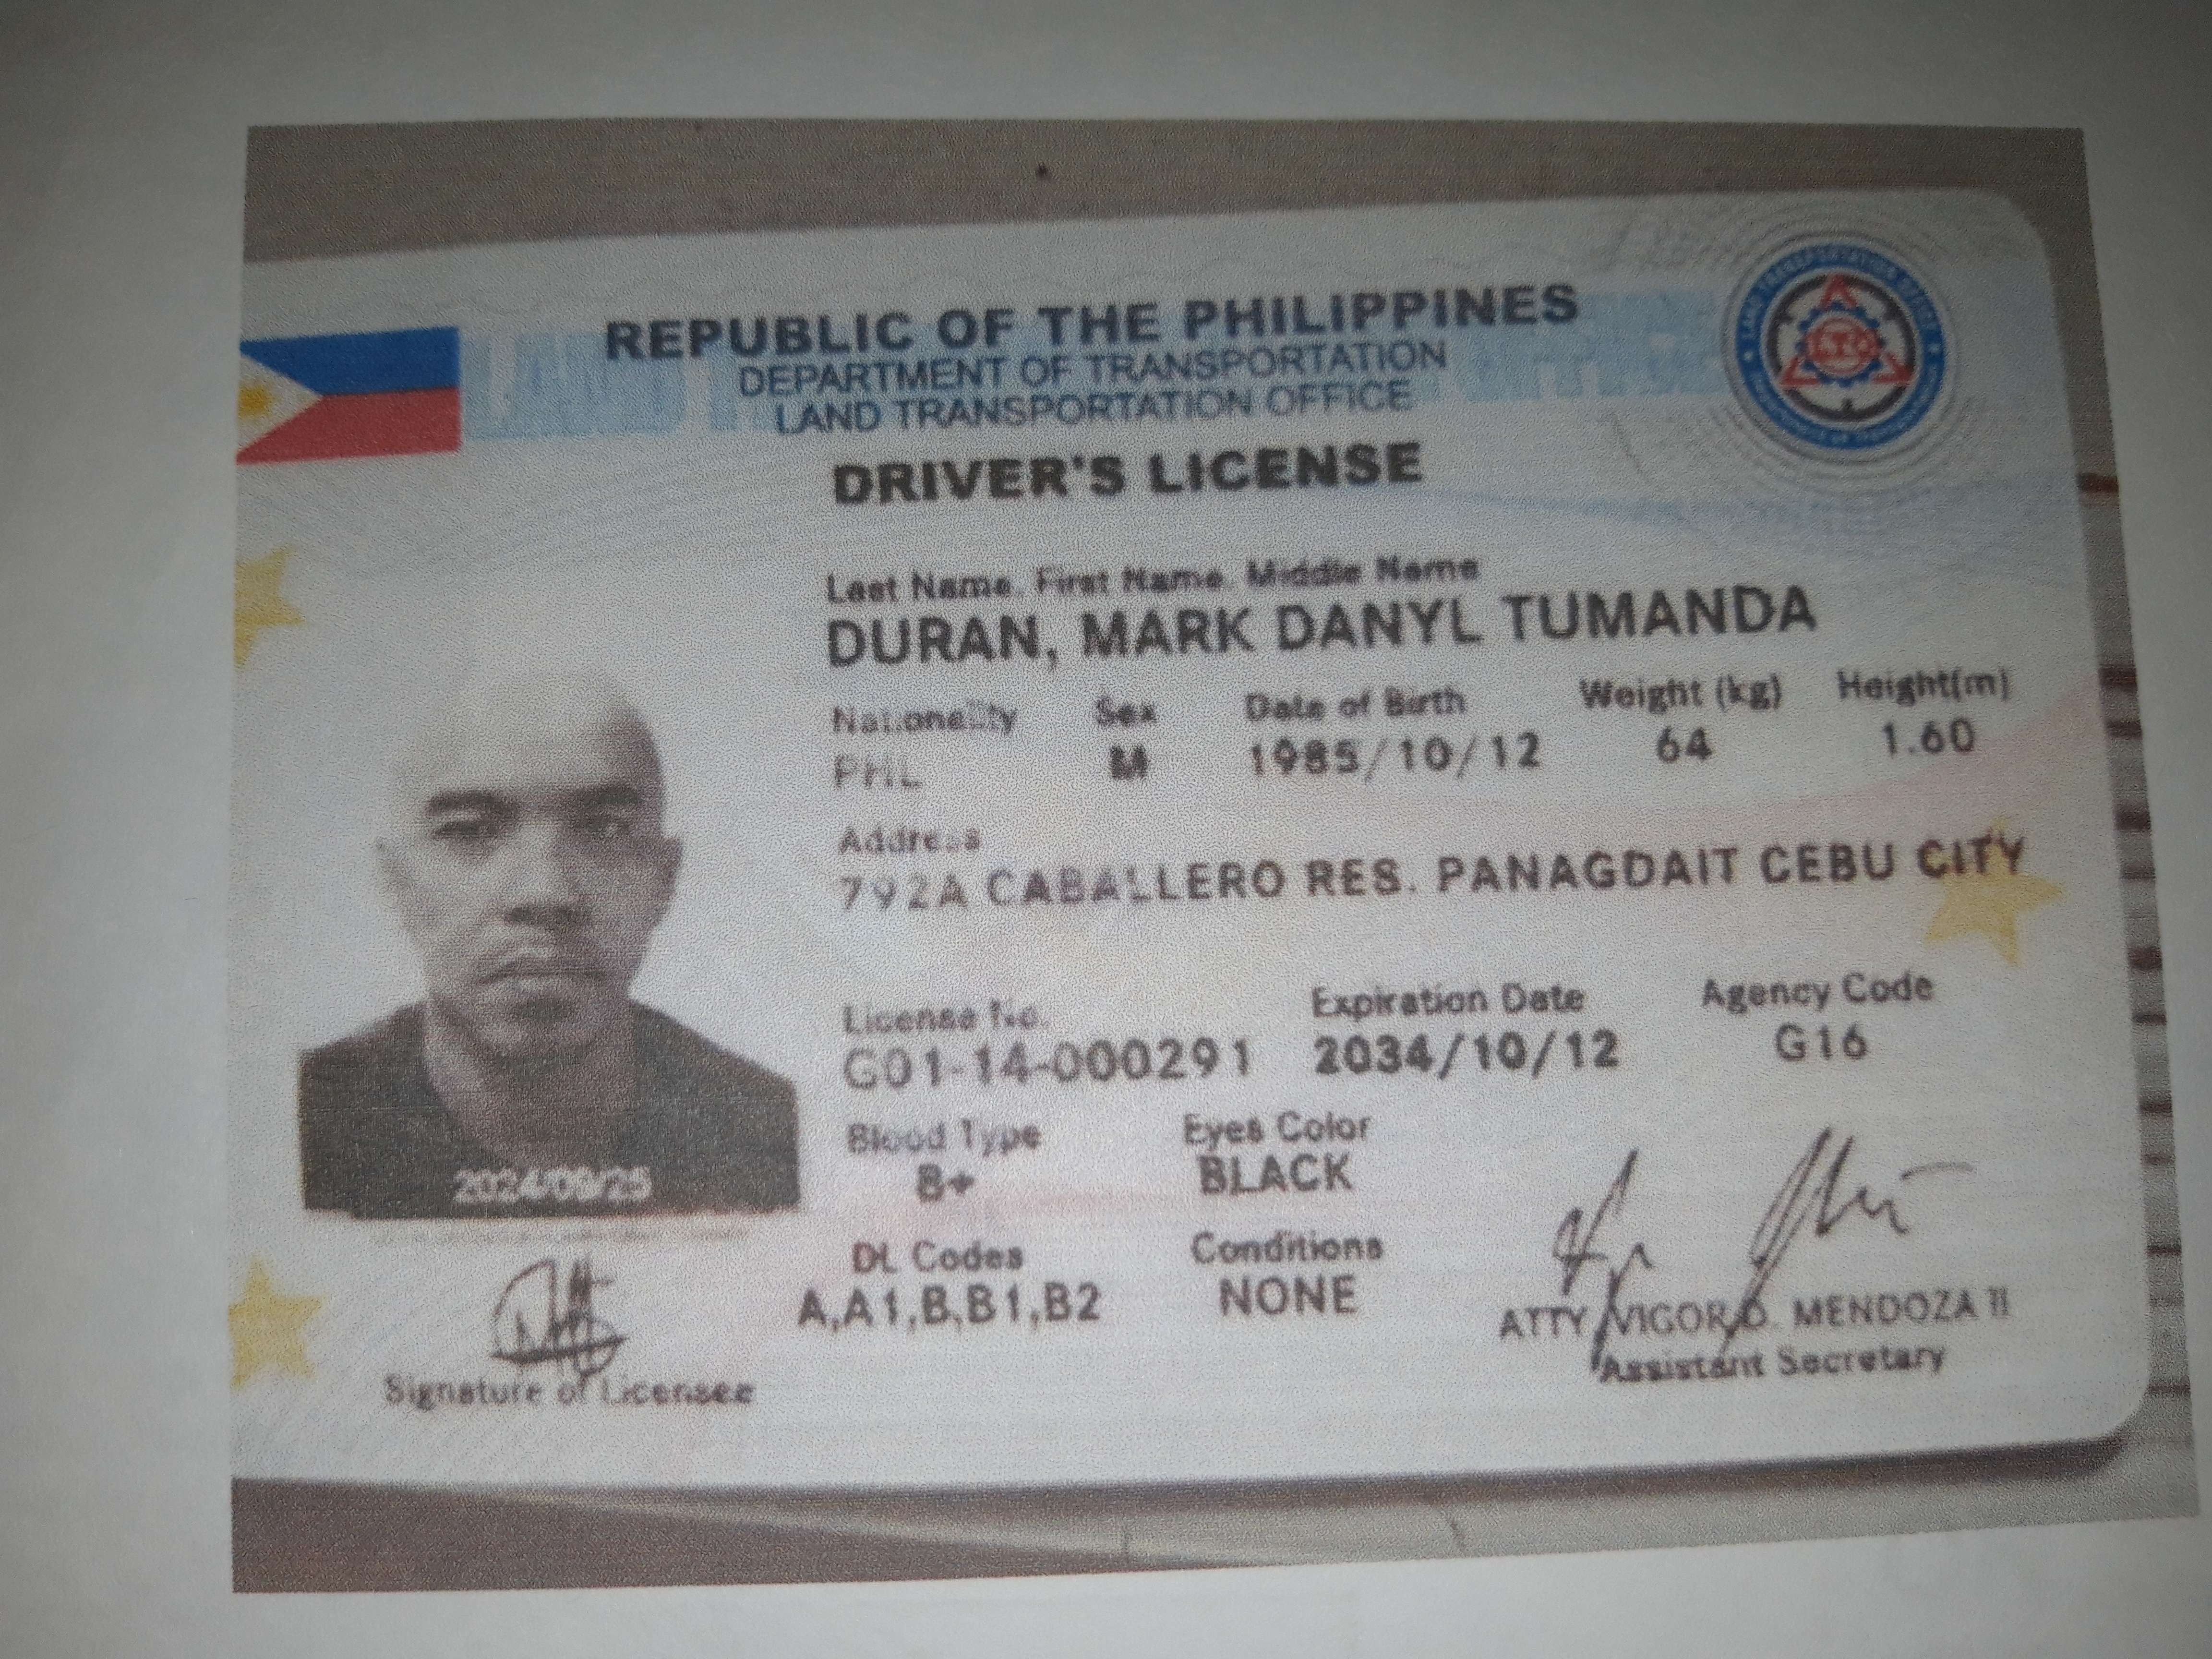 REPUBLIC OF THE PHILIPPINES
DEPARTMENT OF TRANSPORTATION
LAND TRANSPORTATION OFFICE
DRIVER'S LICENSE
Last Name, First Name, Middle Name
DURAN, MARK DANYL TUMANDA
Nationality Sex Date of Birth Weight (kg) Height(m)
PHL M 1985/10/12 64 1.60
Address
792A CABALLERO RES. PANAGDAIT CEBU CITY
License No. Expiration Date Agency Code
G01-14-000291 2034/10/12 G16
Blood Type Eyes Color
B+ BLACK
2024/09/25
DL Codes Conditions
A,A1,B,B1,B2 NONE
ATTY VIGOR D. MENDOZA II
Assistant Secretary
Signature of Licensee